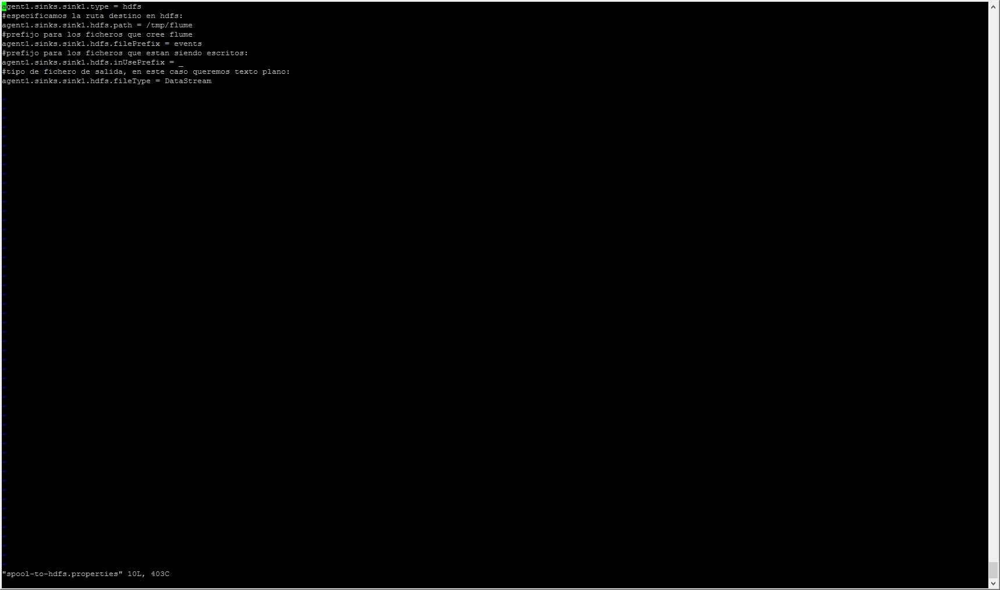 agent1.sinks.sink1.type = hdfs
#especificamos la ruta destino en hdfs:
agent1.sinks.sink1.hdfs.path = /tmp/flume
#prefijo para los ficheros que cree flume
agent1.sinks.sink1.hdfs.filePrefix = events
#prefijo para los ficheros que estan siendo escritos:
agent1.sinks.sink1.hdfs.inUsePrefix = _
#tipo de fichero de salida, en este caso queremos texto plano:
agent1.sinks.sink1.hdfs.fileType = DataStream
"spool-to-hdfs.properties" 10L, 403C